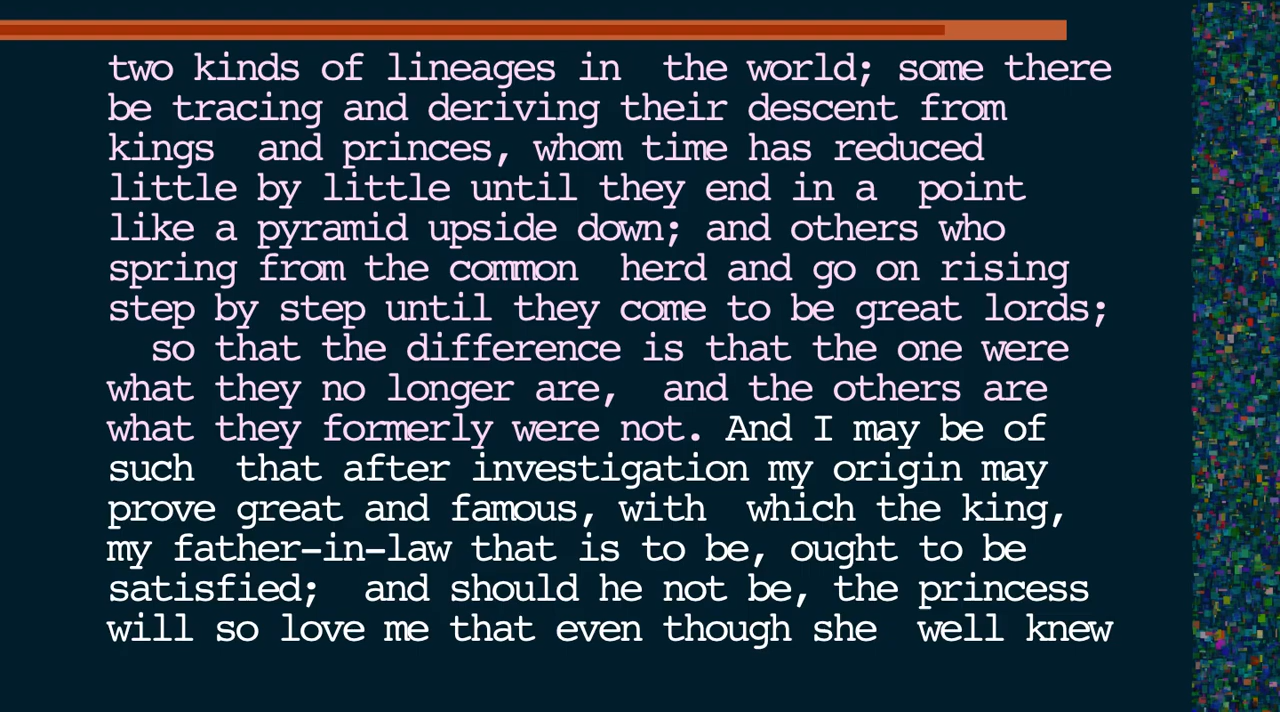 two kinds of lineages in  the world; some there
be tracing and deriving their descent from
kings  and princes, whom time has reduced
little by little until they end in a  point
like a pyramid upside down; and others who
spring from the common  herd and go on rising
step by step until they come to be great lords;
  so that the difference is that the one were
what they no longer are,  and the others are
what they formerly were not. And I may be of
such  that after investigation my origin may
prove great and famous, with  which the king,
my father-in-law that is to be, ought to be
satisfied;  and should he not be, the princess
will so love me that even though she  well knew